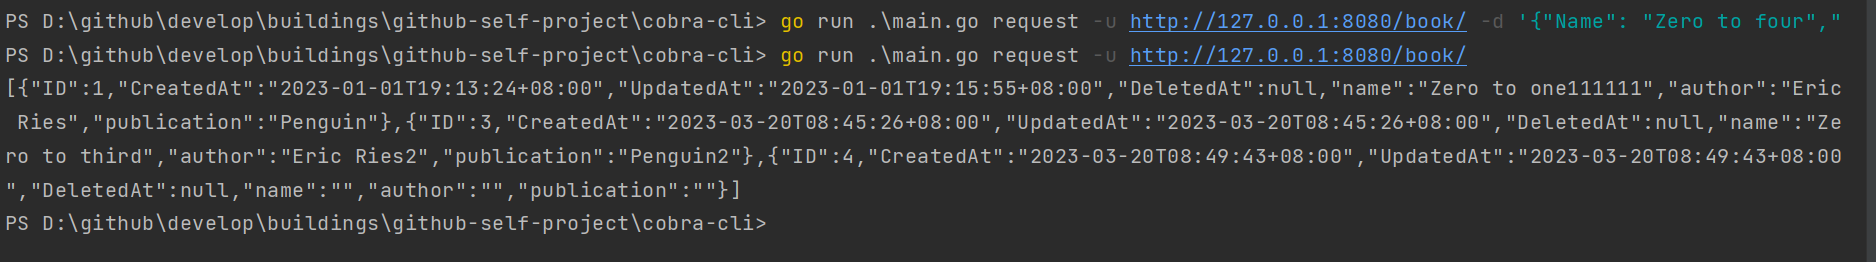 PS D:\github\develop\buildings\github-self-project\cobra-cli> go run .\main.go request -u http://127.0.0.1:8080/book/ -d '{"Name": "Zero to four","
PS D:\github\develop\buildings\github-self-project\cobra-cli> go run .\main.go request -u http://127.0.0.1:8080/book/
[{"ID":1,"CreatedAt":"2023-01-01T19:13:24+08:00","UpdatedAt":"2023-01-01T19:15:55+08:00","DeletedAt":null,"name":"Zero to one111111","author":"Eric
 Ries","publication":"Penguin"},{"ID":3,"CreatedAt":"2023-03-20T08:45:26+08:00","UpdatedAt":"2023-03-20T08:45:26+08:00","DeletedAt":null,"name":"Ze
ro to third","author":"Eric Ries2","publication":"Penguin2"},{"ID":4,"CreatedAt":"2023-03-20T08:49:43+08:00","UpdatedAt":"2023-03-20T08:49:43+08:00
","DeletedAt":null,"name":"","author":"","publication":""}]
PS D:\github\develop\buildings\github-self-project\cobra-cli>